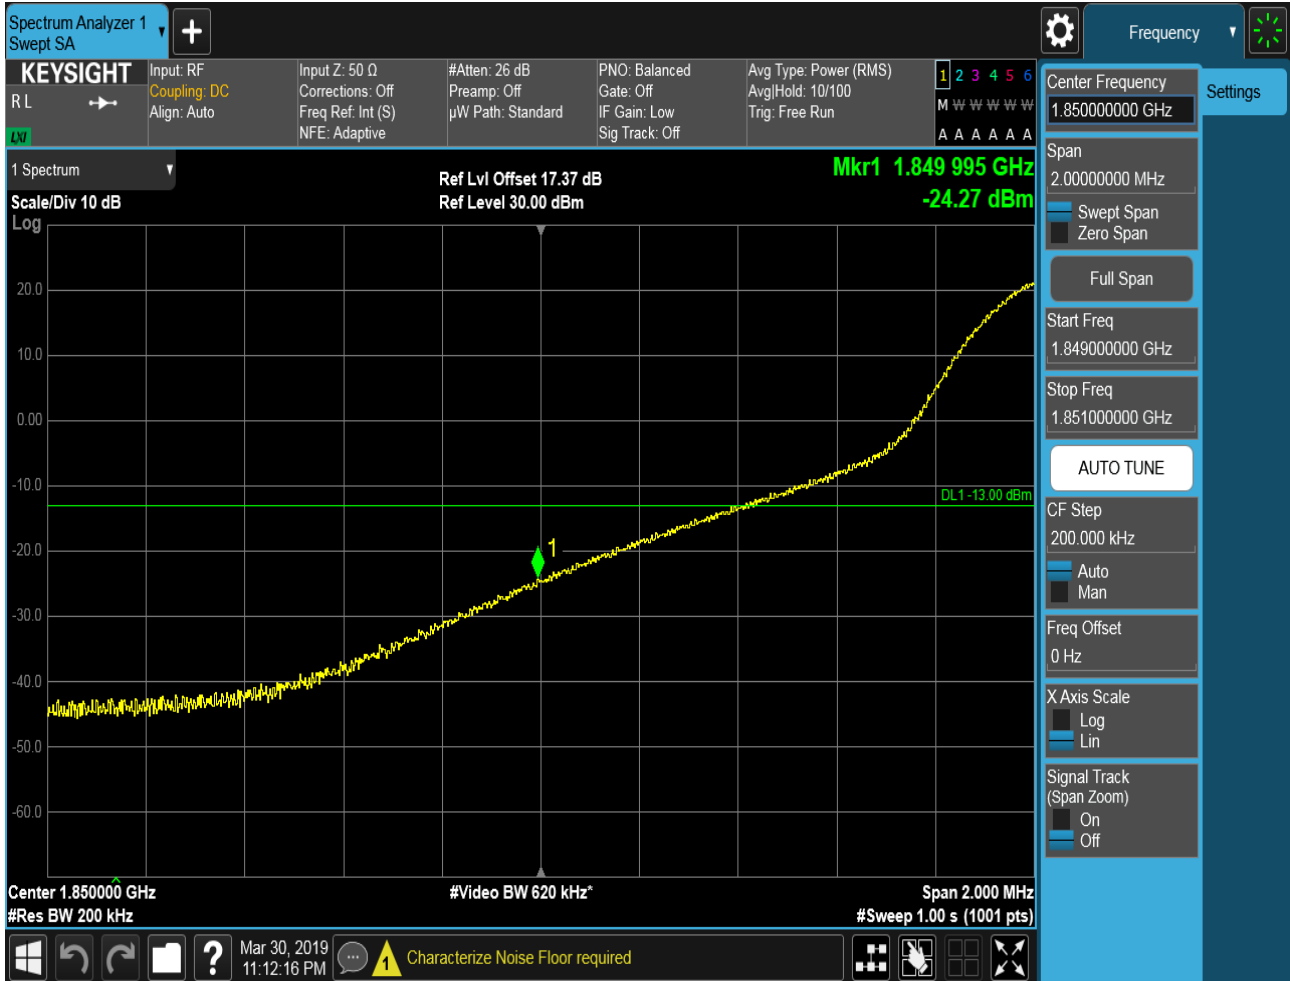 Spectrum Analyzer 1
Swept SA
Frequency
KEYSIGHT
R L
LXI
Input: RF
Coupling: DC
Align: Auto
Input Z: 50 Ω
Corrections: Off
Freq Ref: Int (S)
NFE: Adaptive
#Atten: 26 dB
Preamp: Off
µW Path: Standard
PNO: Balanced
Gate: Off
IF Gain: Low
Sig Track: Off
Avg Type: Power (RMS)
Avg|Hold: 10/100
Trig: Free Run
1 2 3 4 5 6
M W W W W W
A A A A A A
1 Spectrum
Scale/Div 10 dB
Log
Ref Lvl Offset 17.37 dB
Ref Level 30.00 dBm
Mkr1 1.849 995 GHz
-24.27 dBm
20.0
10.0
0.00
-10.0
-20.0
-30.0
-40.0
-50.0
-60.0
DL1 -13.00 dBm
1
Center 1.850000 GHz
#Res BW 200 kHz
#Video BW 620 kHz*
Span 2.000 MHz
#Sweep 1.00 s (1001 pts)
Center Frequency
1.850000000 GHz
Settings
Span
2.00000000 MHz
Swept Span
Zero Span
Full Span
Start Freq
1.849000000 GHz
Stop Freq
1.851000000 GHz
AUTO TUNE
CF Step
200.000 kHz
Auto
Man
Freq Offset
0 Hz
X Axis Scale
Log
Lin
Signal Track
(Span Zoom)
On
Off
?
Mar 30, 2019
11:12:16 PM
1
Characterize Noise Floor required